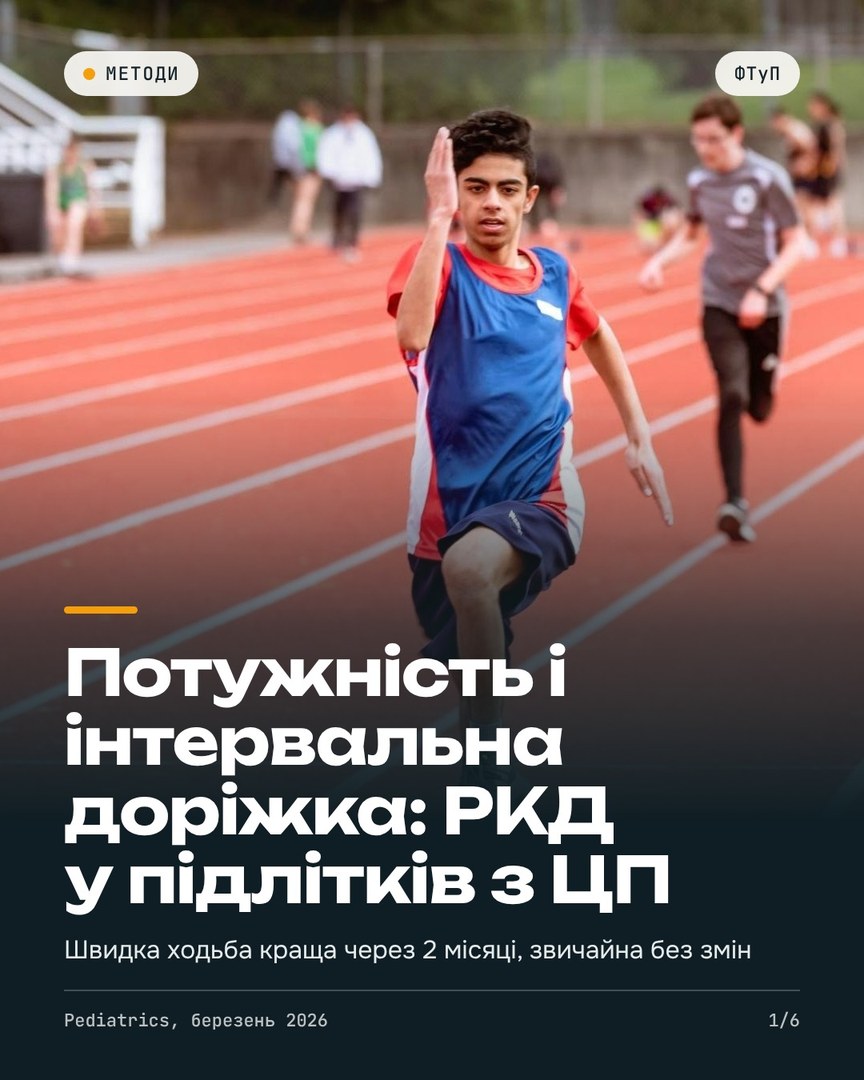 МЕТОДИ
ФТуП
Потужність і
інтервальна
доріжка: РКД
у підлітків з ЦП
Швидка ходьба краща через 2 місяці, звичайна без змін
Pediatrics, березень 2026
1/6